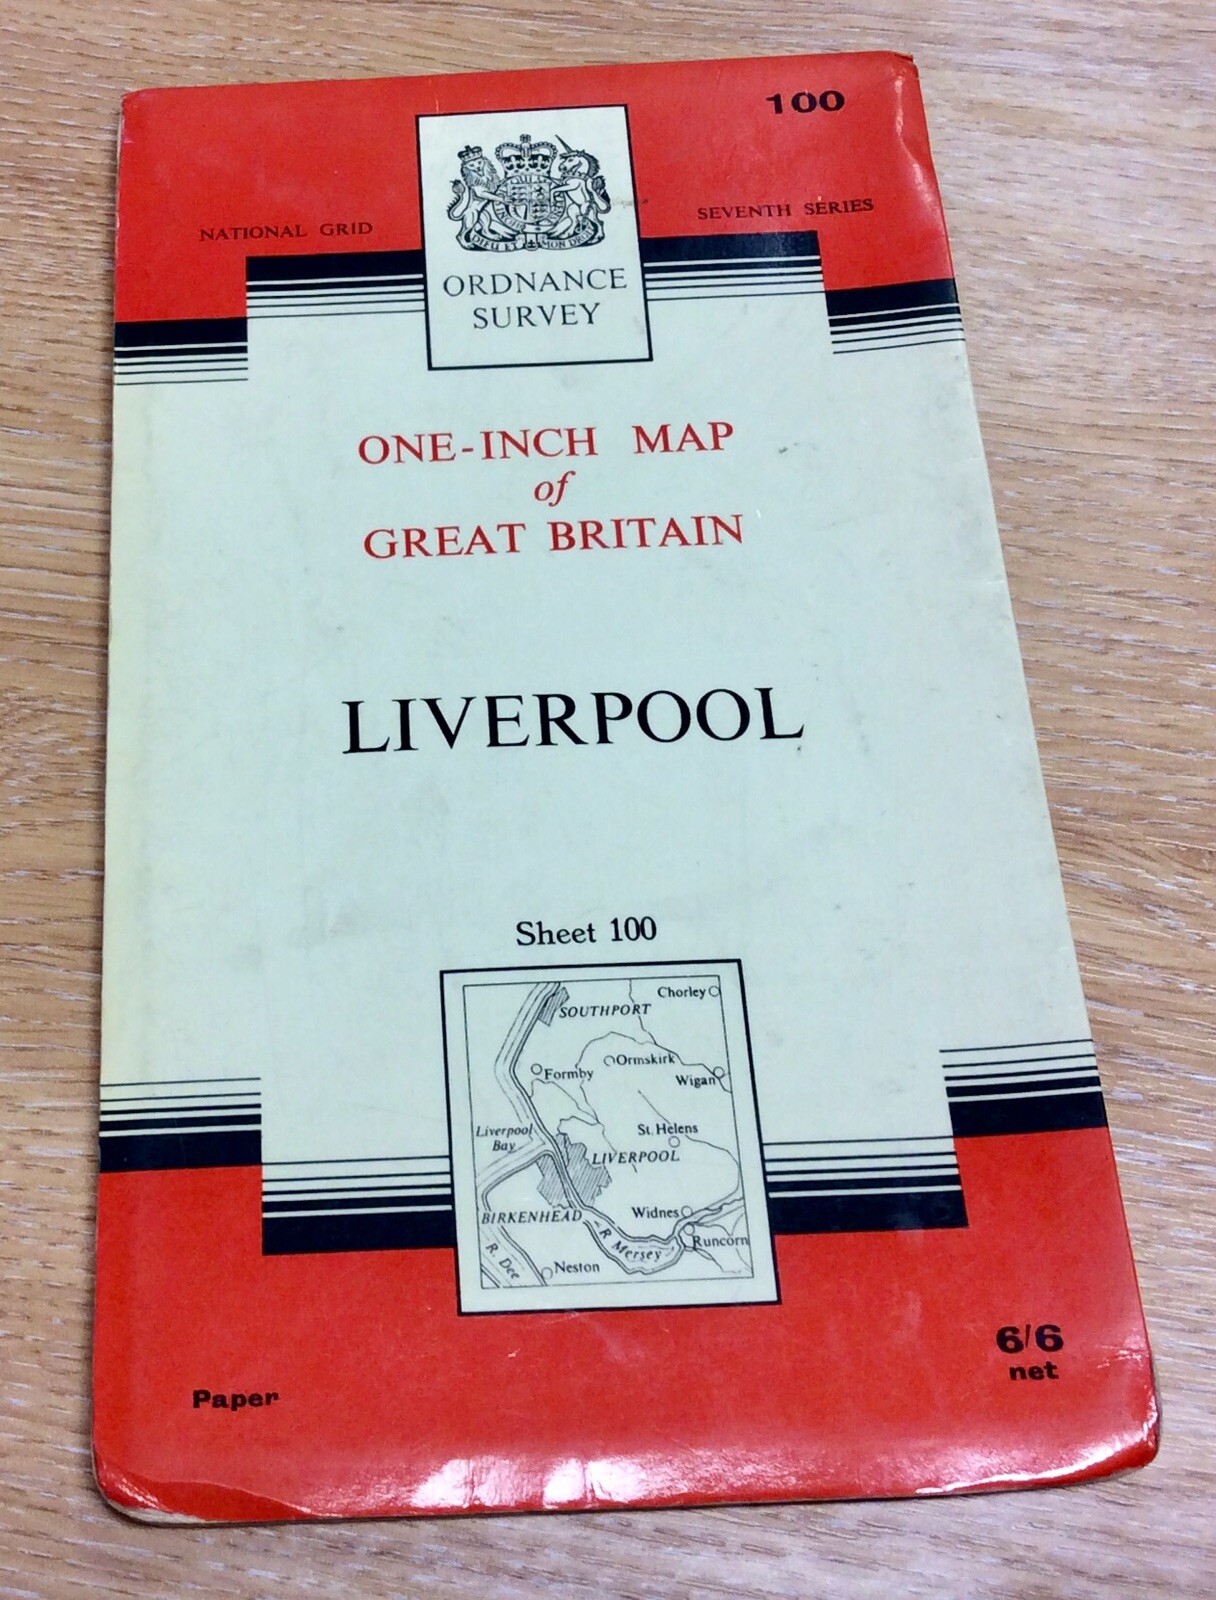 100
NATIONAL GRID
SEVENTH SERIES
DIEU ET MON DROIT
ORDNANCE
SURVEY
ONE-INCH MAP
of
GREAT BRITAIN
LIVERPOOL
Sheet 100
Chorley
SOUTHPORT
Ormskirk
Formby
Wigan
St. Helens
Liverpool
Bay
LIVERPOOL
Widnes
BIRKENHEAD
R. Mersey
Runcorn
R. Dee
Neston
6/6
net
Paper